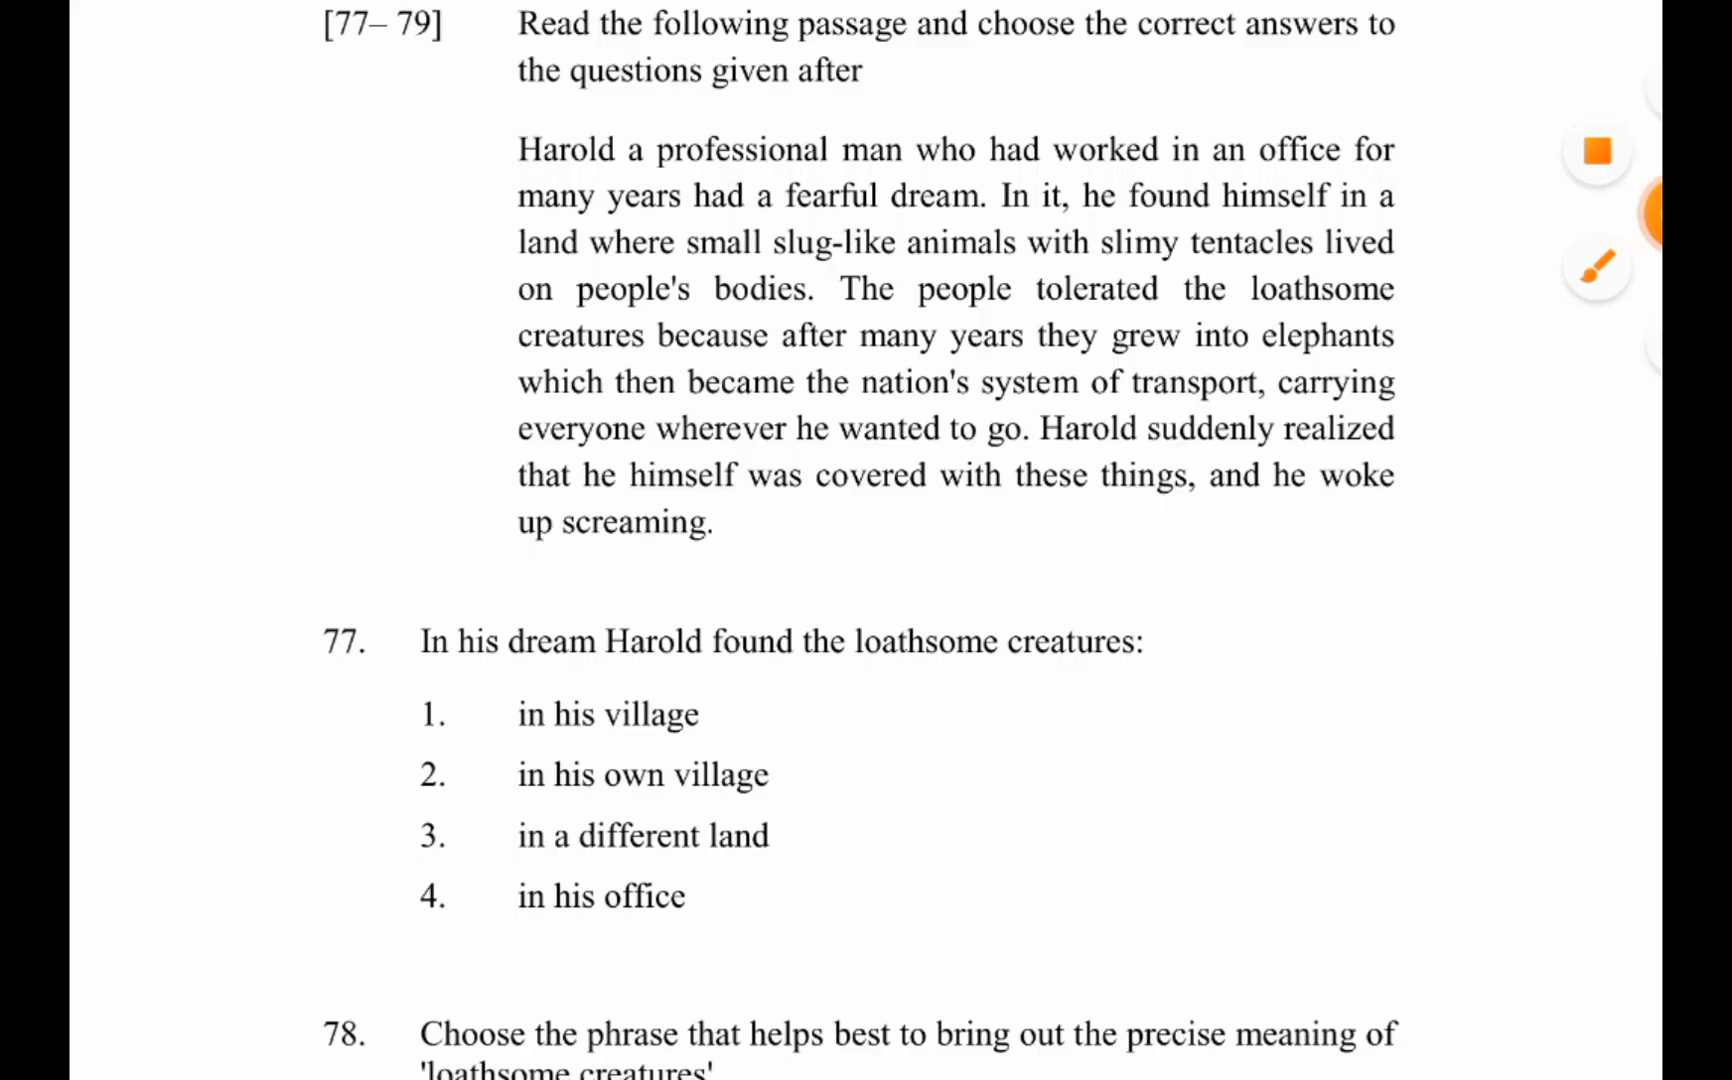 [77– 79] Read the following passage and choose the correct answers to
the questions given after
Harold a professional man who had worked in an office for
many years had a fearful dream. In it, he found himself in a
land where small slug-like animals with slimy tentacles lived
on people's bodies. The people tolerated the loathsome
creatures because after many years they grew into elephants
which then became the nation's system of transport, carrying
everyone wherever he wanted to go. Harold suddenly realized
that he himself was covered with these things, and he woke
up screaming.
77. In his dream Harold found the loathsome creatures:
1. in his village
2. in his own village
3. in a different land
4. in his office
78. Choose the phrase that helps best to bring out the precise meaning of
'loathsome creatures'